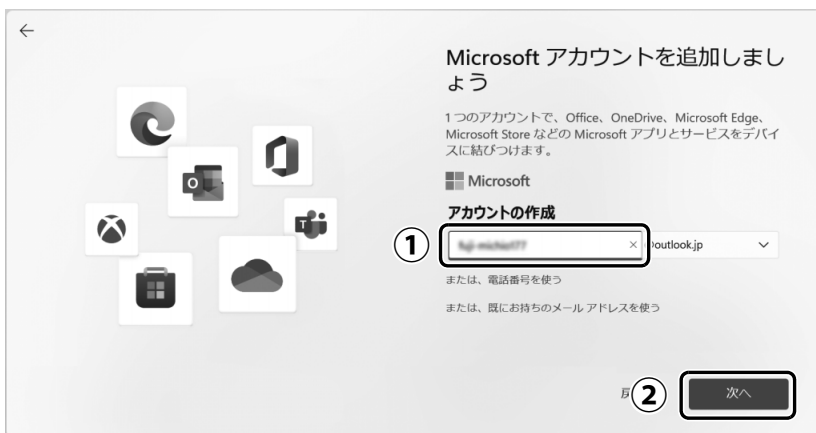 Microsoft アカウントを追加しまし
ょう
1 つのアカウントで、Office、OneDrive、Microsoft Edge、
Microsoft Store などの Microsoft アプリとサービスをデバイ
スに結びつけます。
Microsoft
アカウントの作成
① outlook.jp
または、電話番号を使う
または、既にお持ちのメール アドレスを使う
② 次へ